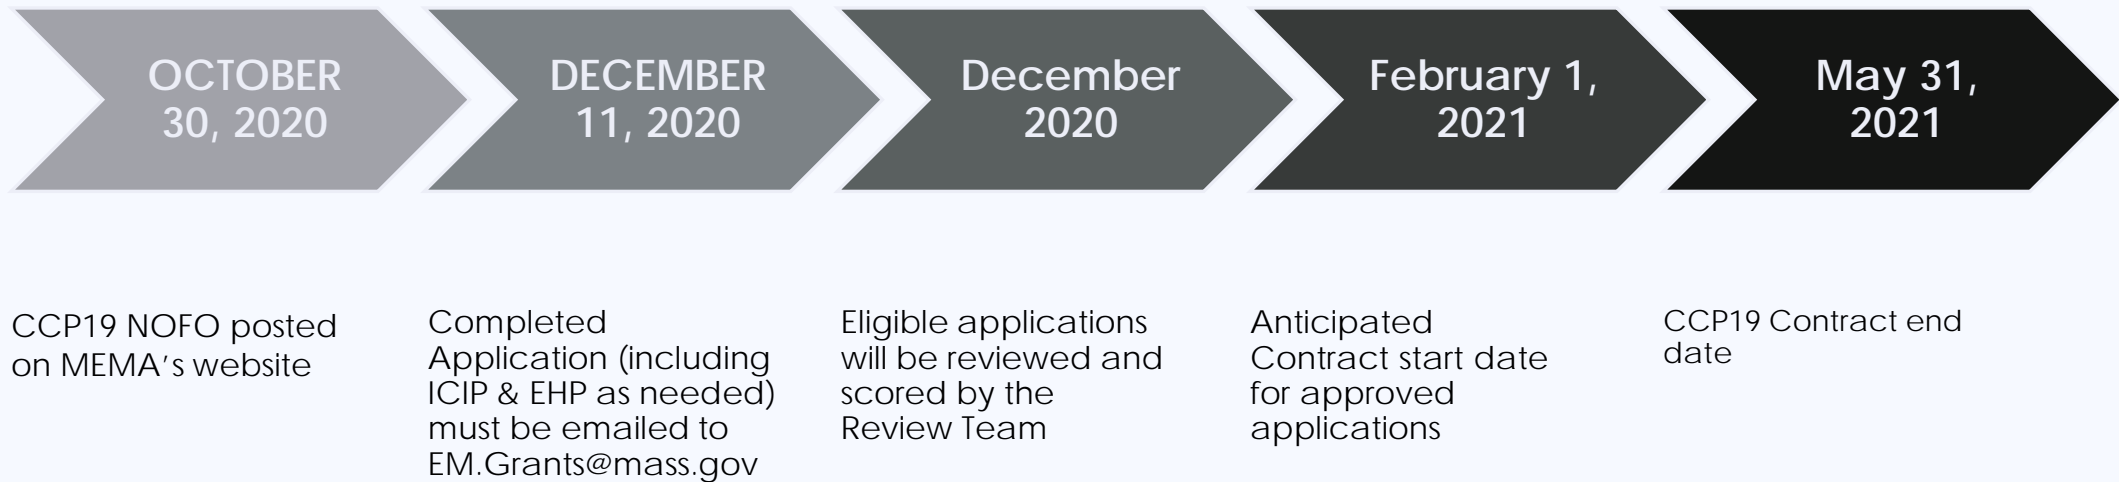 OCTOBER
30, 2020
DECEMBER
11, 2020
December
2020
February 1,
2021
May 31,
2021
CCP19 NOFO posted
on MEMA's website
Completed
Application (including
ICIP & EHP as needed)
must be emailed to
EM.Grants@mass.gov
Eligible applications
will be reviewed and
scored by the
Review Team
Anticipated
Contract start date
for approved
applications
CCP19 Contract end
date